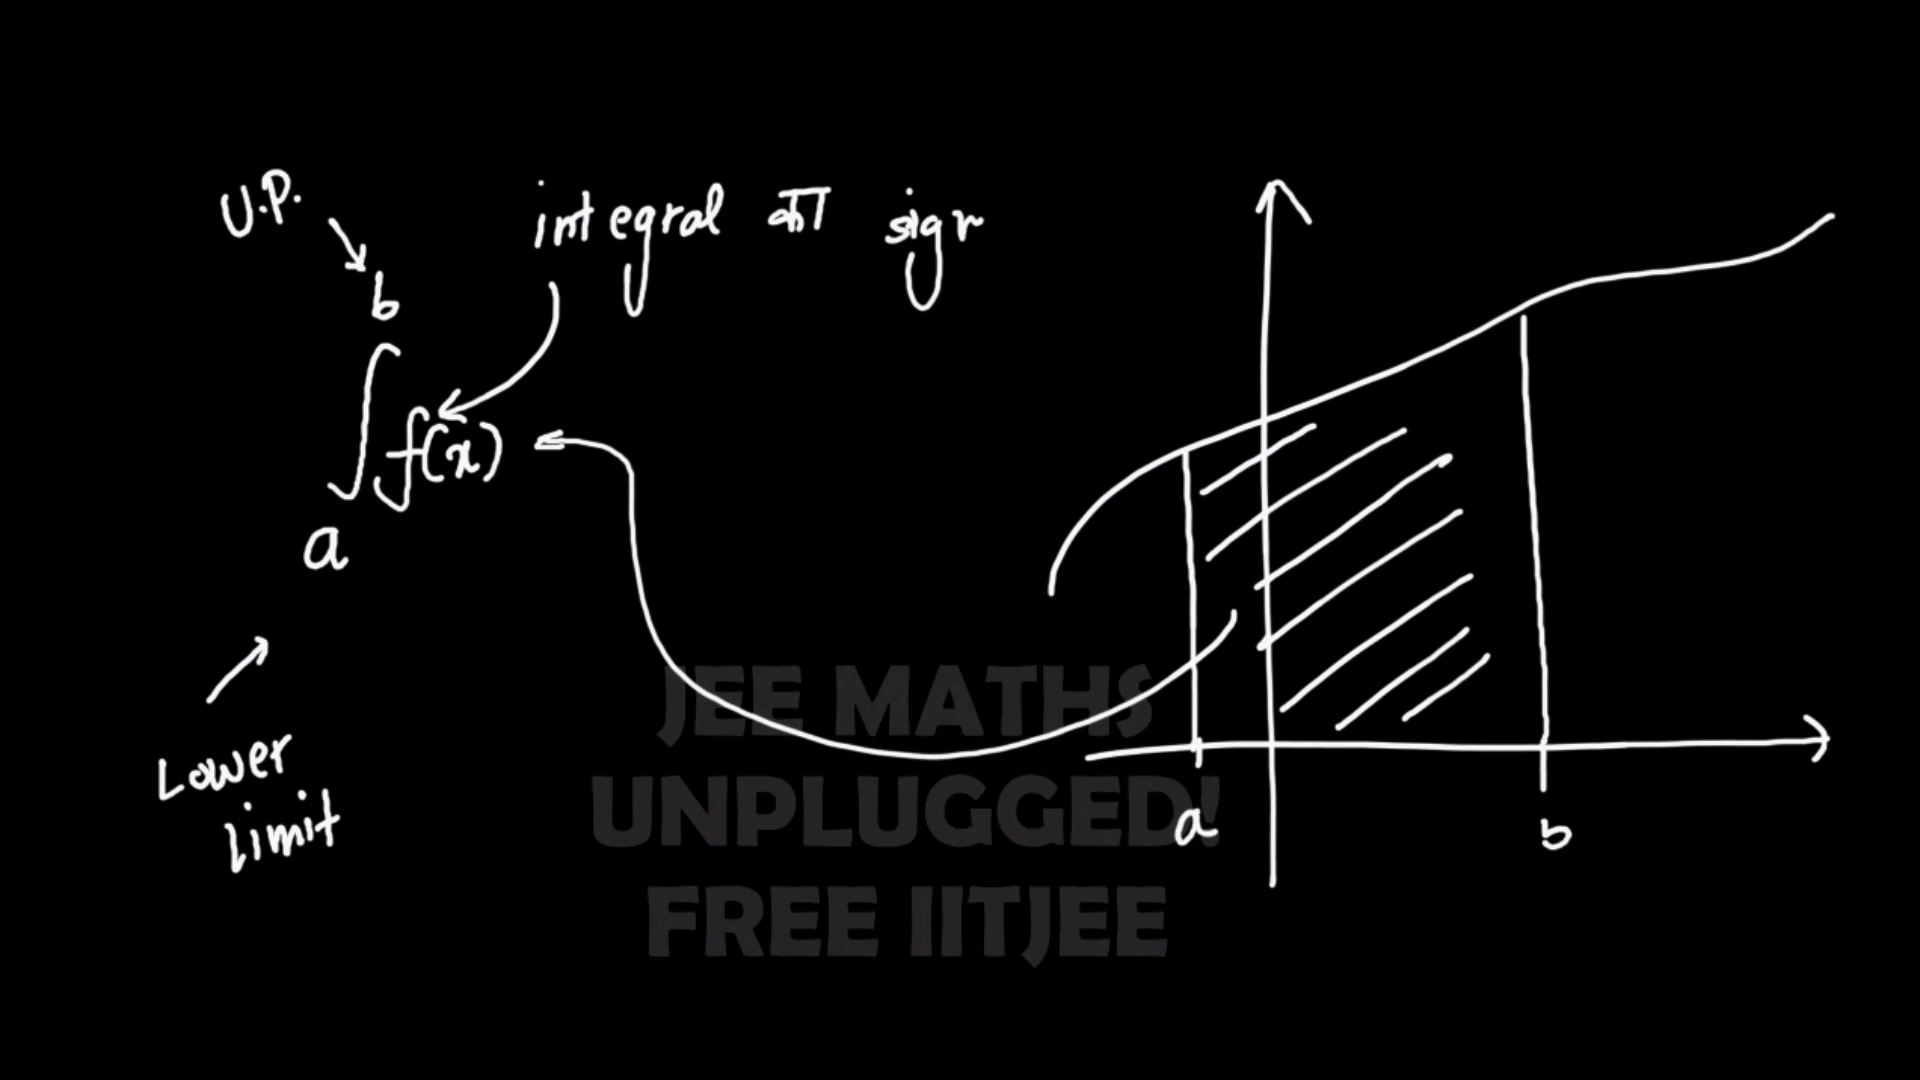 U.P.
integral का sign
b
∫f(x)
a
Lower
limit
a
b
JEE MATHS
UNPLUGGED!
FREE IITJEE